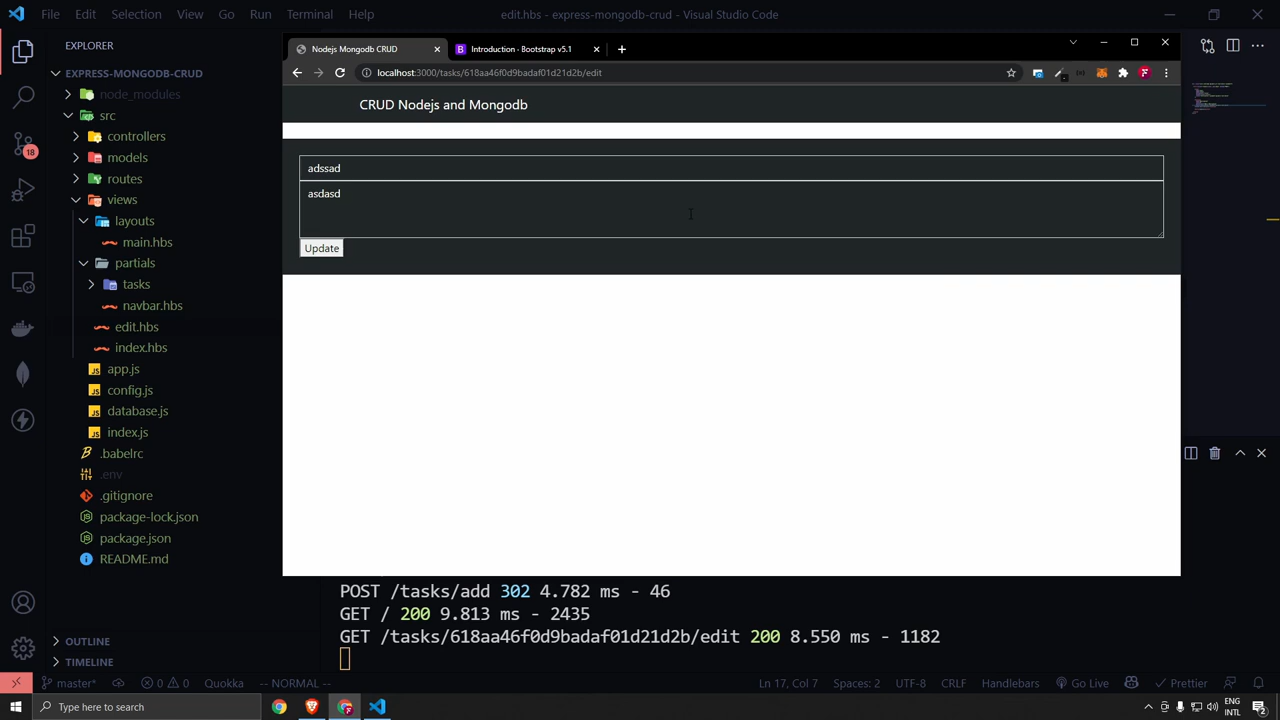 File Edit Selection View Go Run Terminal Help
edit.hbs - express-mongodb-crud - Visual Studio Code
EXPLORER
EXPRESS-MONGODB-CRUD
node_modules
src
controllers
models
routes
views
layouts
main.hbs
partials
tasks
navbar.hbs
edit.hbs
index.hbs
app.js
config.js
database.js
index.js
.babelrc
.env
.gitignore
package-lock.json
package.json
README.md
OUTLINE
TIMELINE
18
Nodejs Mongodb CRUD
Introduction · Bootstrap v5.1
localhost:3000/tasks/618aa46f0d9badaf01d21d2b/edit
CRUD Nodejs and Mongodb
adssad
asdasd
Update
POST /tasks/add 302 4.782 ms - 46
GET / 200 9.813 ms - 2435
GET /tasks/618aa46f0d9badaf01d21d2b/edit 200 8.550 ms - 1182
master* 0 0 Quokka -- NORMAL -- Ln 17, Col 7 Spaces: 2 UTF-8 CRLF Handlebars Go Live Prettier
Type here to search
ENG
INTL
2